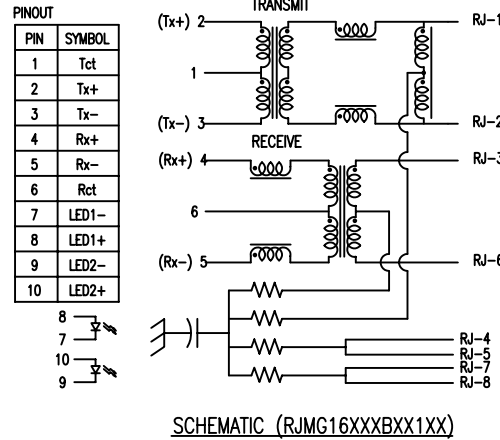 PINOUT
PIN SYMBOL
1 Tct
2 Tx+
3 Tx-
4 Rx+
5 Rx-
6 Rct
7 LED1-
8 LED1+
9 LED2-
10 LED2+
8
7
10
9
TRANSMIT
(Tx+) 2
RJ-1
1
(Tx-) 3
RJ-2
RECEIVE
(Rx+) 4
RJ-3
6
(Rx-) 5
RJ-6
RJ-4
RJ-5
RJ-7
RJ-8
SCHEMATIC (RJMG16XXXBXX1XX)